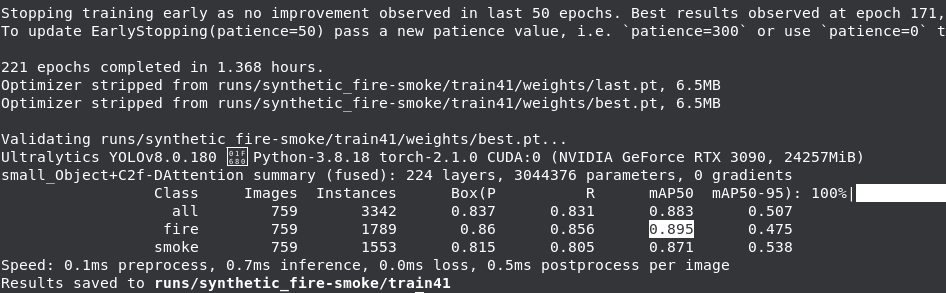 Stopping training early as no improvement observed in last 50 epochs. Best results observed at epoch 171,
To update EarlyStopping(patience=50) pass a new patience value, i.e. `patience=300` or use `patience=0` t
221 epochs completed in 1.368 hours.
Optimizer stripped from runs/synthetic_fire-smoke/train41/weights/last.pt, 6.5MB
Optimizer stripped from runs/synthetic_fire-smoke/train41/weights/best.pt, 6.5MB
Validating runs/synthetic_fire-smoke/train41/weights/best.pt...
Ultralytics YOLOv8.0.180 🚀 Python-3.8.18 torch-2.1.0 CUDA:0 (NVIDIA GeForce RTX 3090, 24257MiB)
small_Object+C2f-DAttention summary (fused): 224 layers, 3044376 parameters, 0 gradients
Class Images Instances Box(P R mAP50 mAP50-95): 100%|
all 759 3342 0.837 0.831 0.883 0.507
fire 759 1789 0.86 0.856 0.895 0.475
smoke 759 1553 0.815 0.805 0.871 0.538
Speed: 0.1ms preprocess, 0.7ms inference, 0.0ms loss, 0.5ms postprocess per image
Results saved to runs/synthetic_fire-smoke/train41